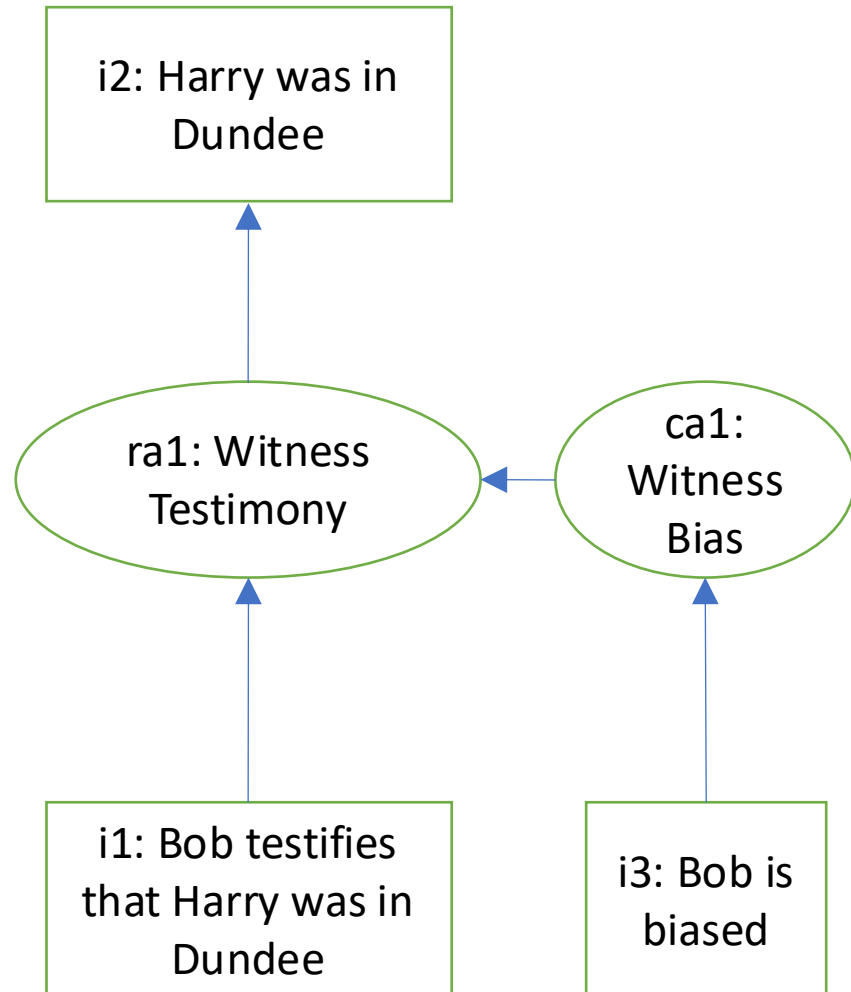 i2: Harry was in
Dundee
ra1: Witness
Testimony
ca1:
Witness
Bias
i1: Bob testifies
that Harry was in
Dundee
i3: Bob is
biased